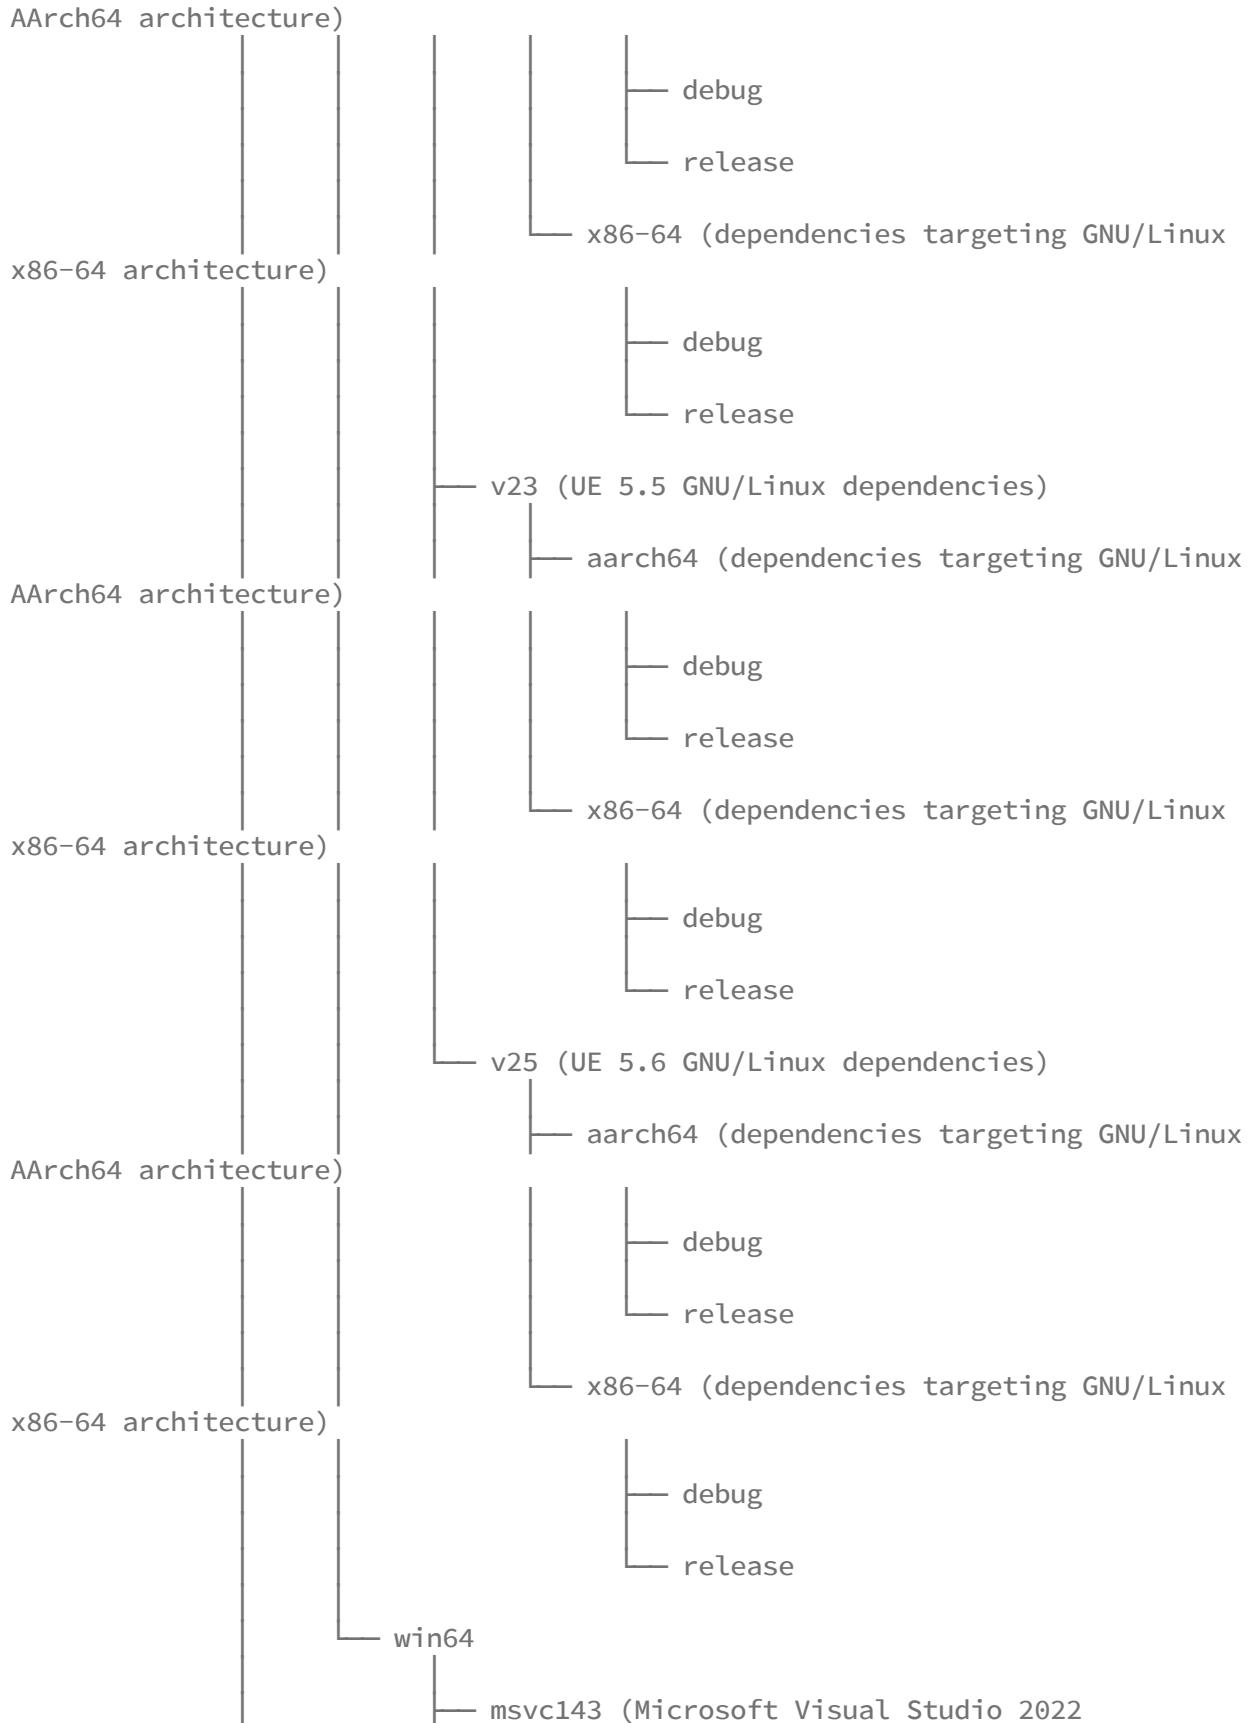 AArch64 architecture)
debug
release
x86-64 (dependencies targeting GNU/Linux
x86-64 architecture)
debug
release
v23 (UE 5.5 GNU/Linux dependencies)
aarch64 (dependencies targeting GNU/Linux
AArch64 architecture)
debug
release
x86-64 (dependencies targeting GNU/Linux
x86-64 architecture)
debug
release
v25 (UE 5.6 GNU/Linux dependencies)
aarch64 (dependencies targeting GNU/Linux
AArch64 architecture)
debug
release
x86-64 (dependencies targeting GNU/Linux
x86-64 architecture)
debug
release
win64
msvc143 (Microsoft Visual Studio 2022